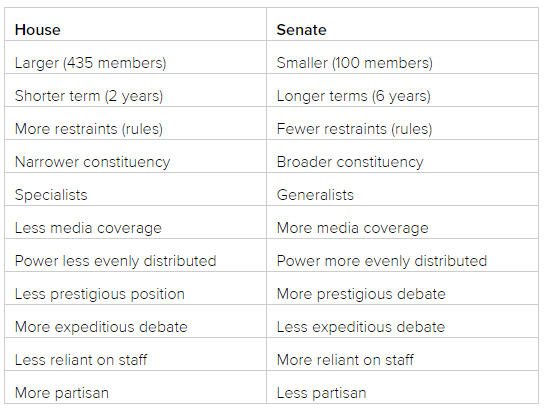 House Senate
Larger (435 members) Smaller (100 members)
Shorter term (2 years) Longer terms (6 years)
More restraints (rules) Fewer restraints (rules)
Narrower constituency Broader constituency
Specialists Generalists
Less media coverage More media coverage
Power less evenly distributed Power more evenly distributed
Less prestigious position More prestigious debate
More expeditious debate Less expeditious debate
Less reliant on staff More reliant on staff
More partisan Less partisan